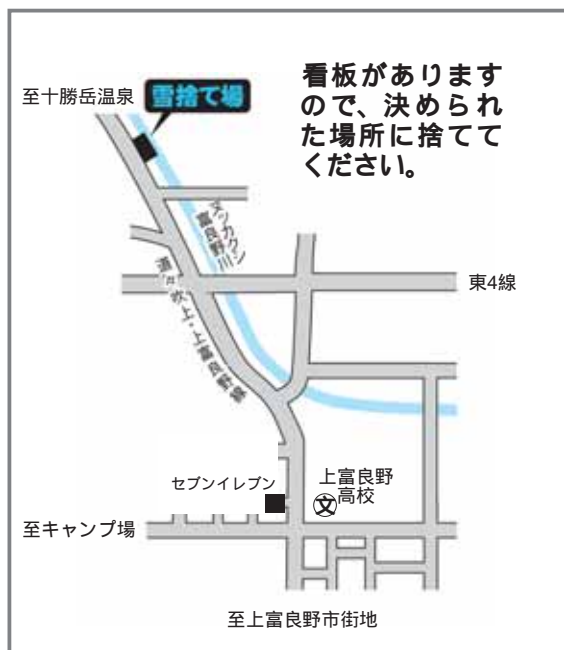 看板があります
ので、決められ
た場所に捨てて
ください。
至十勝岳温泉
雪捨て場
ヌッカクシ
富良野川
東4線
道々吹上・上富良野線
セブンイレブン
上富良野
高校
文
至キャンプ場
至上富良野市街地